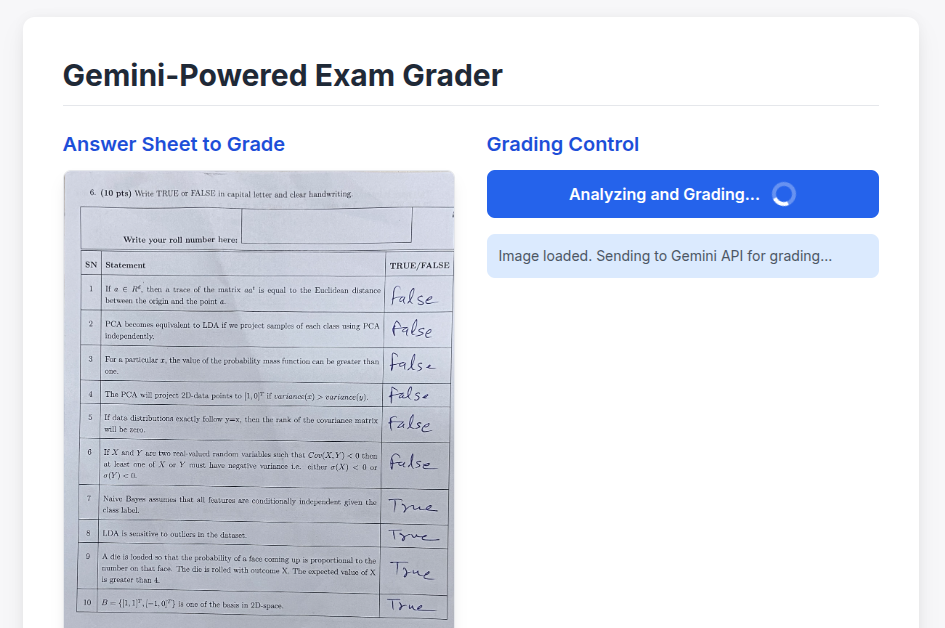 Gemini-Powered Exam Grader
Answer Sheet to Grade
6. (10 pts) Write TRUE or FALSE in capital letter and clear handwriting.
Write your roll number here:
SN Statement TRUE/FALSE
1 If a ∈ R^d, then a trace of the matrix aa^t is equal to the Euclidean distance
between the origin and the point a. false
2 PCA becomes equivalent to LDA if we project samples of each class using PCA
independently. false
3 For a particular x, the value of the probability mass function can be greater than
one. false
4 The PCA will project 2D-data points to [1, 0]^T if variance(x) > variance(y). false
5 If data distributions exactly follow y=x, then the rank of the covariance matrix
will be zero. false
6 If X and Y are two real-valued random variables such that Cov(X, Y) < 0 then
at least one of X or Y must have negative variance i.e. either σ(X) < 0 or
σ(Y) < 0. false
7 Naive Bayes assumes that all features are conditionally independent given the
class label. True
8 LDA is sensitive to outliers in the dataset. True
9 A die is loaded so that the probability of a face coming up is proportional to the
number on that face. The die is rolled with outcome X. The expected value of X
is greater than 4. True
10 B = {[1, 1]^T, [−1, 0]^T} is one of the basis in 2D-space. True
Grading Control
Analyzing and Grading...
Image loaded. Sending to Gemini API for grading...